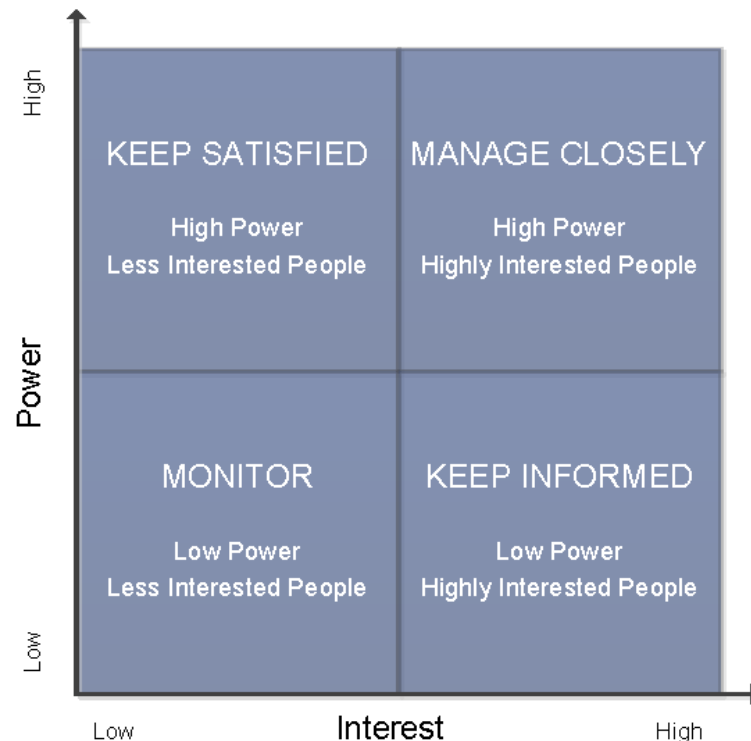 High
KEEP SATISFIED
MANAGE CLOSELY
High Power
Less Interested People
High Power
Highly Interested People
Power
MONITOR
KEEP INFORMED
Low Power
Less Interested People
Low Power
Highly Interested People
Low
Low
Interest
High